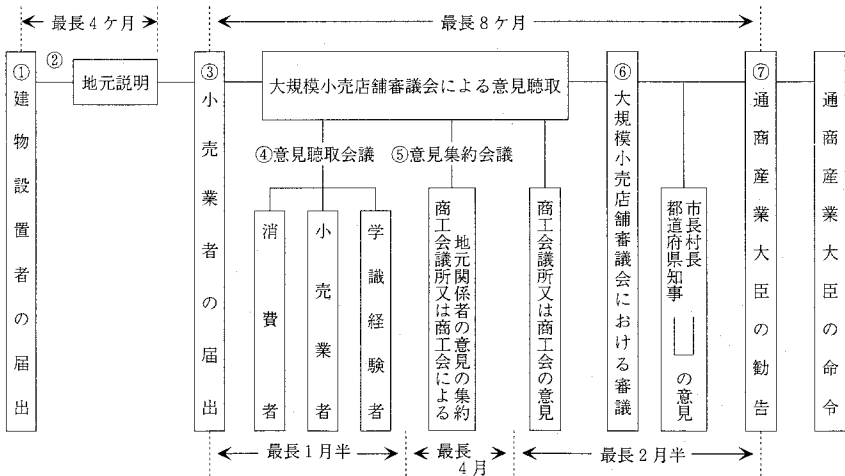 最長4ヶ月
最長8ヶ月
①建物設置者の届出
②
地元説明
③小売業者の届出
大規模小売店舗審議会による意見聴取
④意見聴取会議
消費者
小売業者
学識経験者
⑤意見集約会議
商工会議所又は商工会による
地元関係者の意見の集約
商工会議所又は商工会の意見
⑥大規模小売店舗審議会における審議
市長村長
都道府県知事
の意見
⑦通商産業大臣の勧告
通商産業大臣の命令
最長1月半
最長
4月
最長2月半